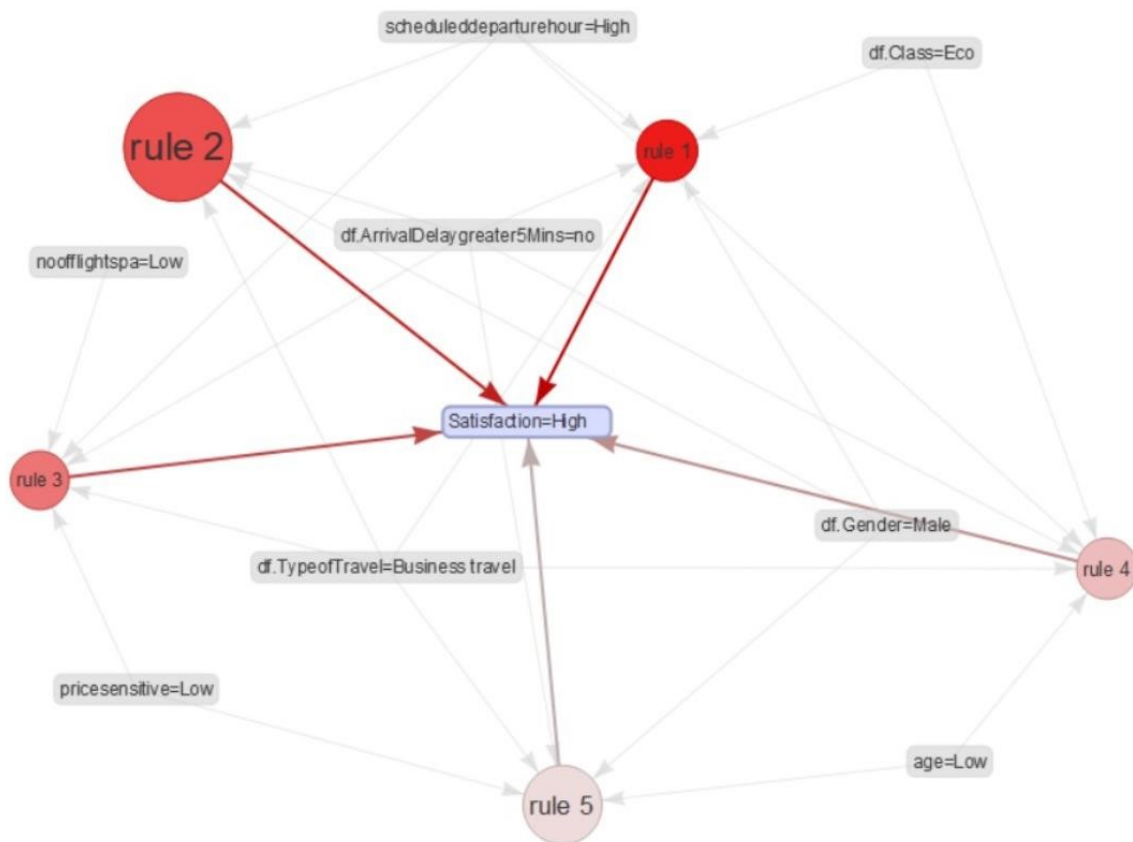 scheduleddeparturehour=High
df.Class=Eco
rule 2
rule 1
df.ArrivalDelaygreater5Mins=no
noofflightspa=Low
Satisfaction=High
rule 3
df.Gender=Male
df.TypeofTravel=Business travel
rule 4
pricesensitive=Low
age=Low
rule 5